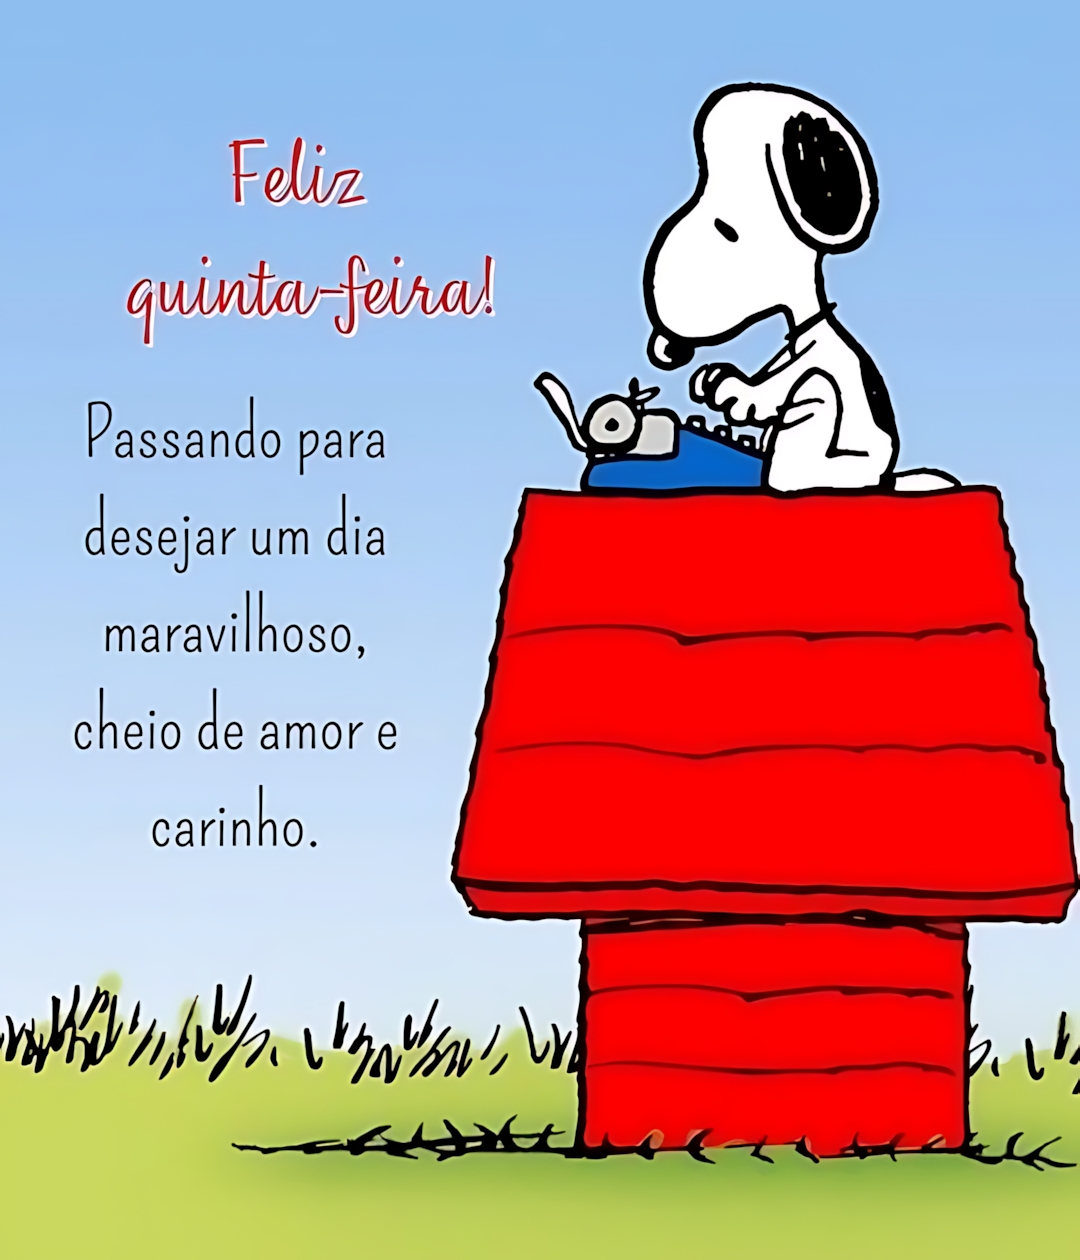 Feliz
quinta-feira!
Passando para
desejar um dia
maravilhoso,
cheio de amor e
carinho.